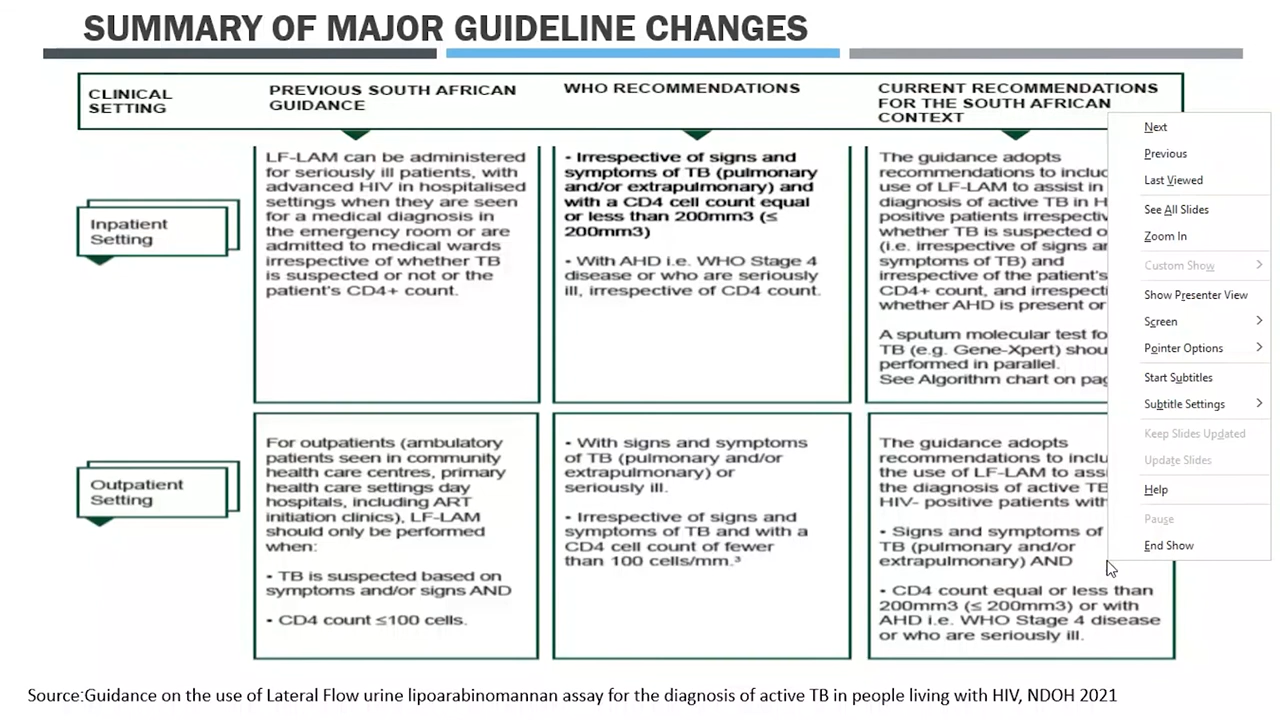 SUMMARY OF MAJOR GUIDELINE CHANGES
CLINICAL
SETTING
PREVIOUS SOUTH AFRICAN
GUIDANCE
WHO RECOMMENDATIONS
CURRENT RECOMMENDATIONS
FOR THE SOUTH AFRICAN
CONTEXT
Inpatient
Setting
LF-LAM can be administered
for seriously ill patients, with
advanced HIV in hospitalised
settings when they are seen
for a medical diagnosis in
the emergency room or are
admitted to medical wards
irrespective of whether TB
is suspected or not or the
patient's CD4+ count.
• Irrespective of signs and
symptoms of TB (pulmonary
and/or extrapulmonary) and
with a CD4 cell count equal
or less than 200mm3 (≤
200mm3)
• With AHD i.e. WHO Stage 4
disease or who are seriously
ill, irrespective of CD4 count.
The guidance adopts
recommendations to
use of LF-LAM to assist in
diagnosis of active TB in
positive patients
whether TB is suspected
(i.e. irrespective of signs
symptoms of TB) and
irrespective of the patient's
CD4+ count, and
whether AHD is present or
A sputum molecular test
TB (e.g. Gene-Xpert)
performed in parallel.
See Algorithm chart on
Outpatient
Setting
For outpatients (ambulatory
patients seen in community
health care centres, primary
health care settings day
hospitals, including ART
initiation clinics), LF-LAM
should only be performed
when:
• TB is suspected based on
symptoms and/or signs AND
• CD4 count ≤100 cells.
• With signs and symptoms
of TB (pulmonary and/or
extrapulmonary) or
seriously ill.
• Irrespective of signs and
symptoms of TB and with a
CD4 cell count of fewer
than 100 cells/mm.³
The guidance adopts
recommendations to
the use of LF-LAM to
the diagnosis of active TB
HIV- positive patients with
• Signs and symptoms of
TB (pulmonary and/or
extrapulmonary) AND
• CD4 count equal or less than
200mm3 (≤ 200mm3) or with
AHD i.e. WHO Stage 4 disease
or who are seriously ill.
Next
Previous
Last Viewed
See All Slides
Zoom In
Custom Show
Show Presenter View
Screen
Pointer Options
Start Subtitles
Subtitle Settings
Keep Slides Updated
Update Slides
Help
Pause
End Show
Source:Guidance on the use of Lateral Flow urine lipoarabinomannan assay for the diagnosis of active TB in people living with HIV, NDOH 2021